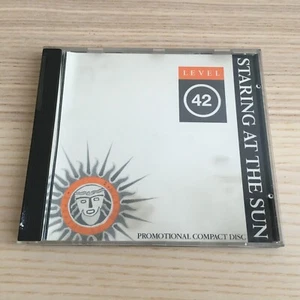 LEVEL
42
STARING AT THE SUN
PROMOTIONAL COMPACT DISC